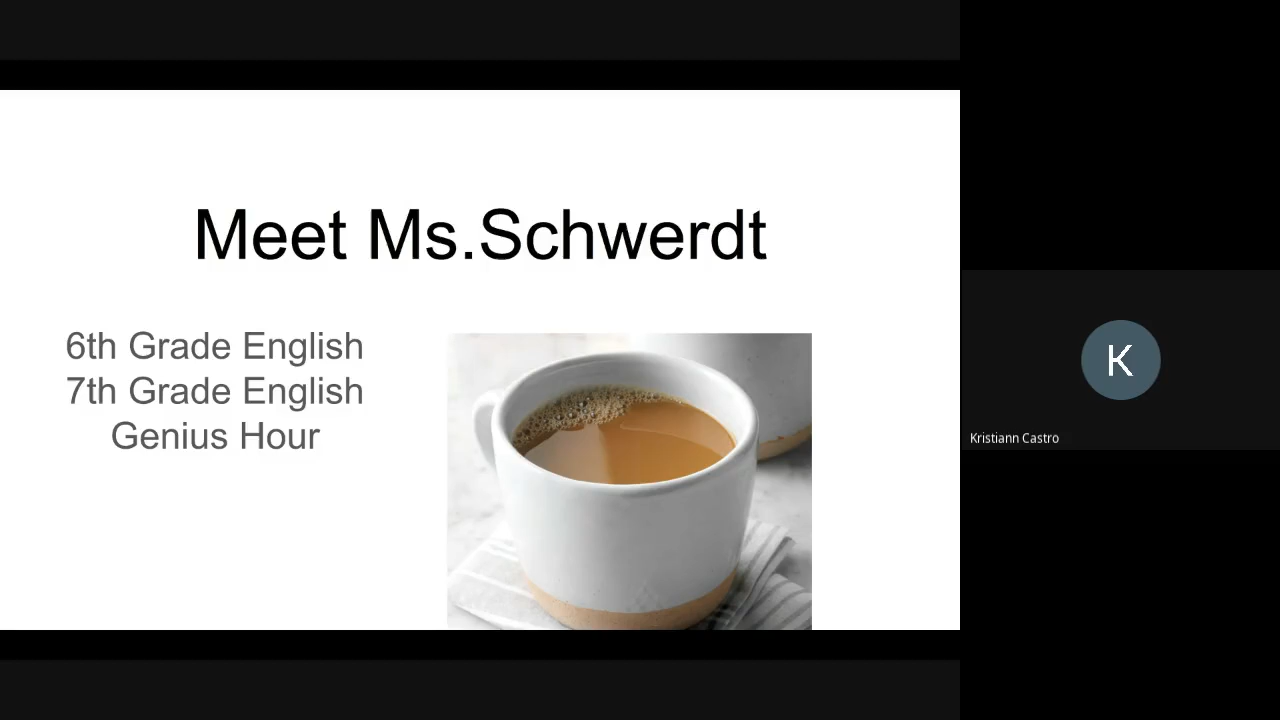 Meet Ms.Schwerdt
6th Grade English
7th Grade English
Genius Hour
K
Kristiann Castro